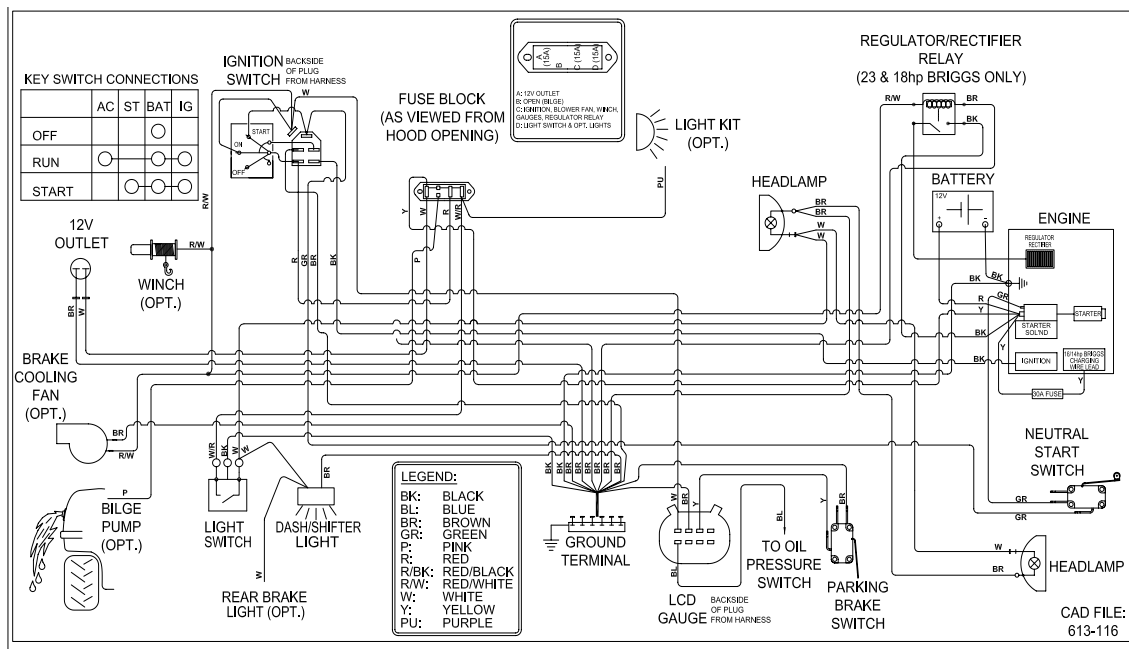 KEY SWITCH CONNECTIONS
AC ST BAT IG
OFF
RUN
START
IGNITION
SWITCH
BACKSIDE
OF PLUG
FROM HARNESS
W
START
ON
OFF
R/W
FUSE BLOCK
(AS VIEWED FROM
HOOD OPENING)
A (15A)
B
C (15A)
D (15A)
A: 12V OUTLET
B: OPEN (BILGE)
C: IGNITION, BLOWER FAN, WINCH,
GAUGES, REGULATOR RELAY
D: LIGHT SWITCH & OPT. LIGHTS
LIGHT KIT
(OPT.)
PU
REGULATOR/RECTIFIER
RELAY
(23 & 18hp BRIGGS ONLY)
R/W
BR
BK
HEADLAMP
BR
BR
W
W
BR
W
BATTERY
12V
+
-
ENGINE
REGULATOR
RECTIFIER
BK
BK
GR
R
Y
BK
STARTER
SOL'ND
STARTER
Y
BK
IGNITION
16/14hp BRIGGS
CHARGING
WIRE LEAD
Y
30A FUSE
12V
OUTLET
BR
W
WINCH
(OPT.)
R/W
R
GR
BR
BK
Y
W
R
W/R
P
BRAKE
COOLING
FAN
(OPT.)
BR
R/W
P
BILGE
PUMP
(OPT.)
W/R
BK
W
W
LIGHT
SWITCH
BR
DASH/SHIFTER
LIGHT
W
REAR BRAKE
LIGHT (OPT.)
LEGEND:
BK: BLACK
BL: BLUE
BR: BROWN
GR: GREEN
P: PINK
R: RED
R/BK: RED/BLACK
R/W: RED/WHITE
W: WHITE
Y: YELLOW
PU: PURPLE
BK
BK
BR
BR
BR
BR
BR
BR
GROUND
TERMINAL
W
BR
Y
BL
LCD
GAUGE
BACKSIDE
OF PLUG
FROM HARNESS
BL
TO OIL
PRESSURE
SWITCH
Y
BR
PARKING
BRAKE
SWITCH
NEUTRAL
START
SWITCH
GR
GR
W
BR
HEADLAMP
CAD FILE:
613-116